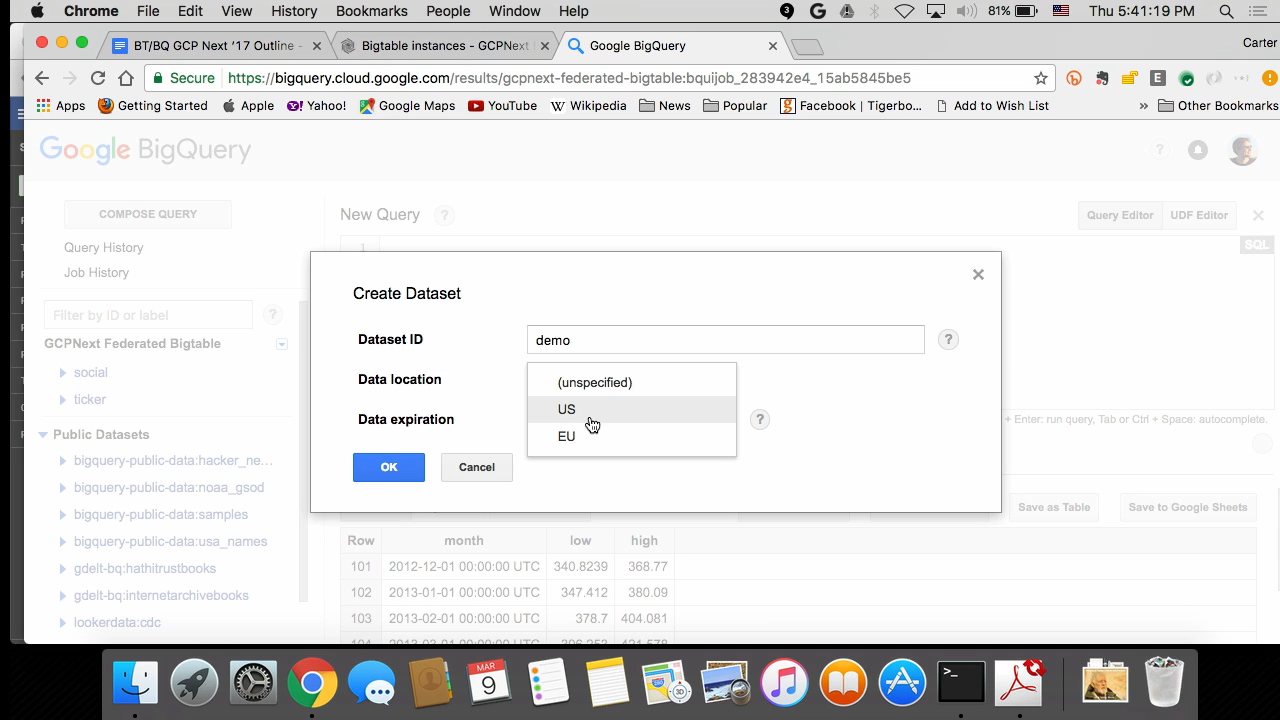 Chrome File Edit View History Bookmarks People Window Help 81% Thu 5:41:19 PM
BT/BQ GCP Next '17 Outline - Bigtable instances - GCPNext Google BigQuery Carter
Secure https://bigquery.cloud.google.com/results/gcpnext-federated-bigtable:bquijob_283942e4_15ab5845be5
Apps Getting Started Apple Yahoo! Google Maps YouTube Wikipedia News Popular Facebook | Tigerbo... Add to Wish List » Other Bookmarks
Google BigQuery
COMPOSE QUERY
Query History
Job History
Filter by ID or label
GCPNext Federated Bigtable
social
ticker
Public Datasets
bigquery-public-data:hacker_ne...
bigquery-public-data:noaa_gsod
bigquery-public-data:samples
bigquery-public-data:usa_names
gdelt-bq:hathitrustbooks
gdelt-bq:internetarchivebooks
lookerdata:cdc
New Query ?
Query Editor UDF Editor
1
SQL
Create Dataset
Dataset ID demo ?
Data location
(unspecified)
US
EU
Data expiration ?
OK Cancel
+ Enter: run query, Tab or Ctrl + Space: autocomplete.
Save as Table Save to Google Sheets
Row month low high
101 2012-12-01 00:00:00 UTC 340.8239 368.77
102 2013-01-01 00:00:00 UTC 347.412 380.09
103 2013-02-01 00:00:00 UTC 378.7 404.081
MAR
9
3D